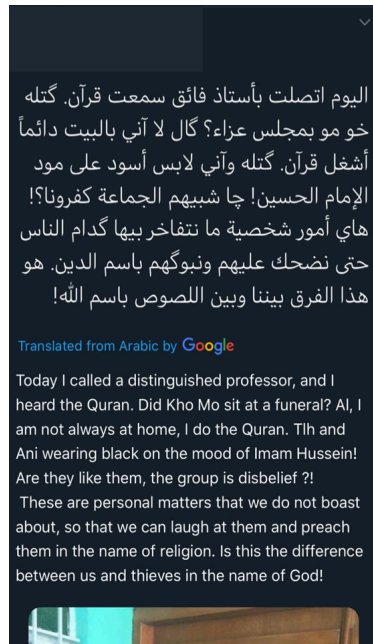 اليوم اتصلت بأستاذ فائق سمعت قرآن. گتله
خو مو بمجلس عزاء؟ گال لا آني بالبيت دائماً
أشغل قرآن. گتله وآني لابس أسود على مود
الإمام الحسين! چا شبيهم الجماعة كفرونا؟!
هاي أمور شخصية ما نتفاخر بيها گدام الناس
حتى نضحك عليهم ونبوگهم باسم الدين. هو
هذا الفرق بيننا وبين اللصوص باسم الله!
Translated from Arabic by Google
Today I called a distinguished professor, and I
heard the Quran. Did Kho Mo sit at a funeral? Al, I
am not always at home, I do the Quran. Tlh and
Ani wearing black on the mood of Imam Hussein!
Are they like them, the group is disbelief ?!
These are personal matters that we do not boast
about, so that we can laugh at them and preach
them in the name of religion. Is this the difference
between us and thieves in the name of God!